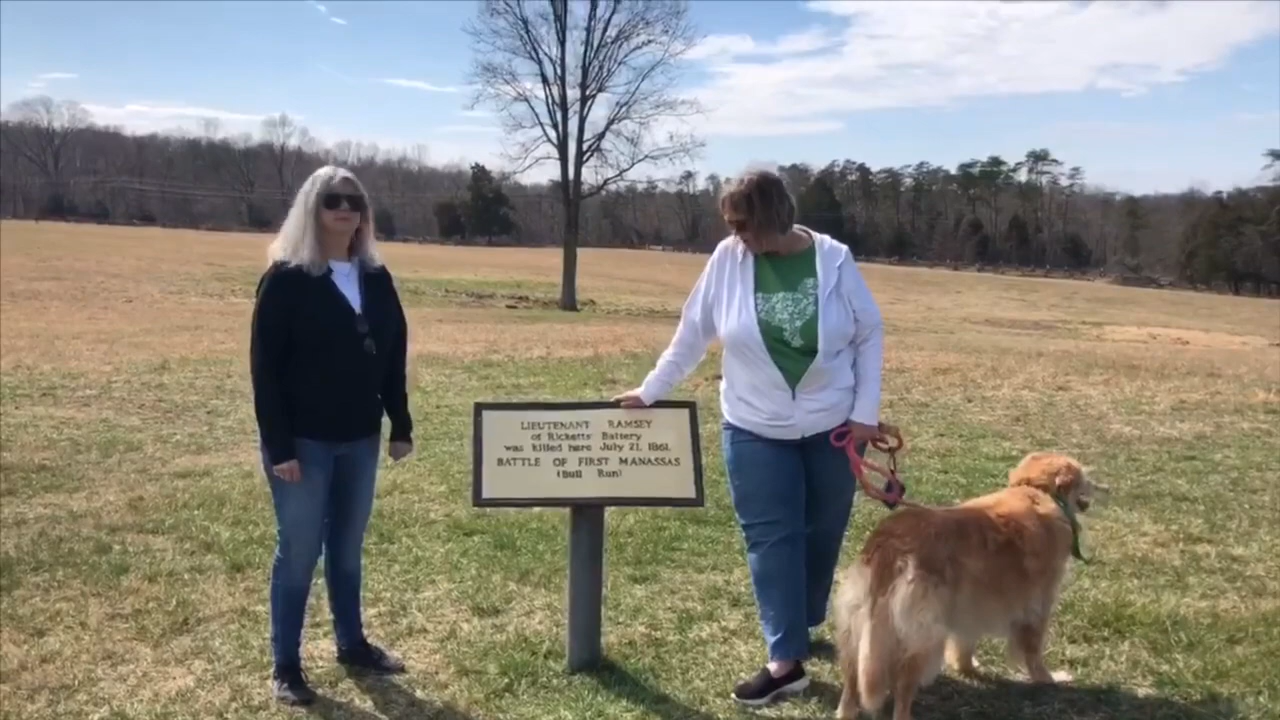 LIEUTENANT RAMSEY
of Ricketts' Battery
was killed here July 21, 1861.
BATTLE OF FIRST MANASSAS
(Bull Run)